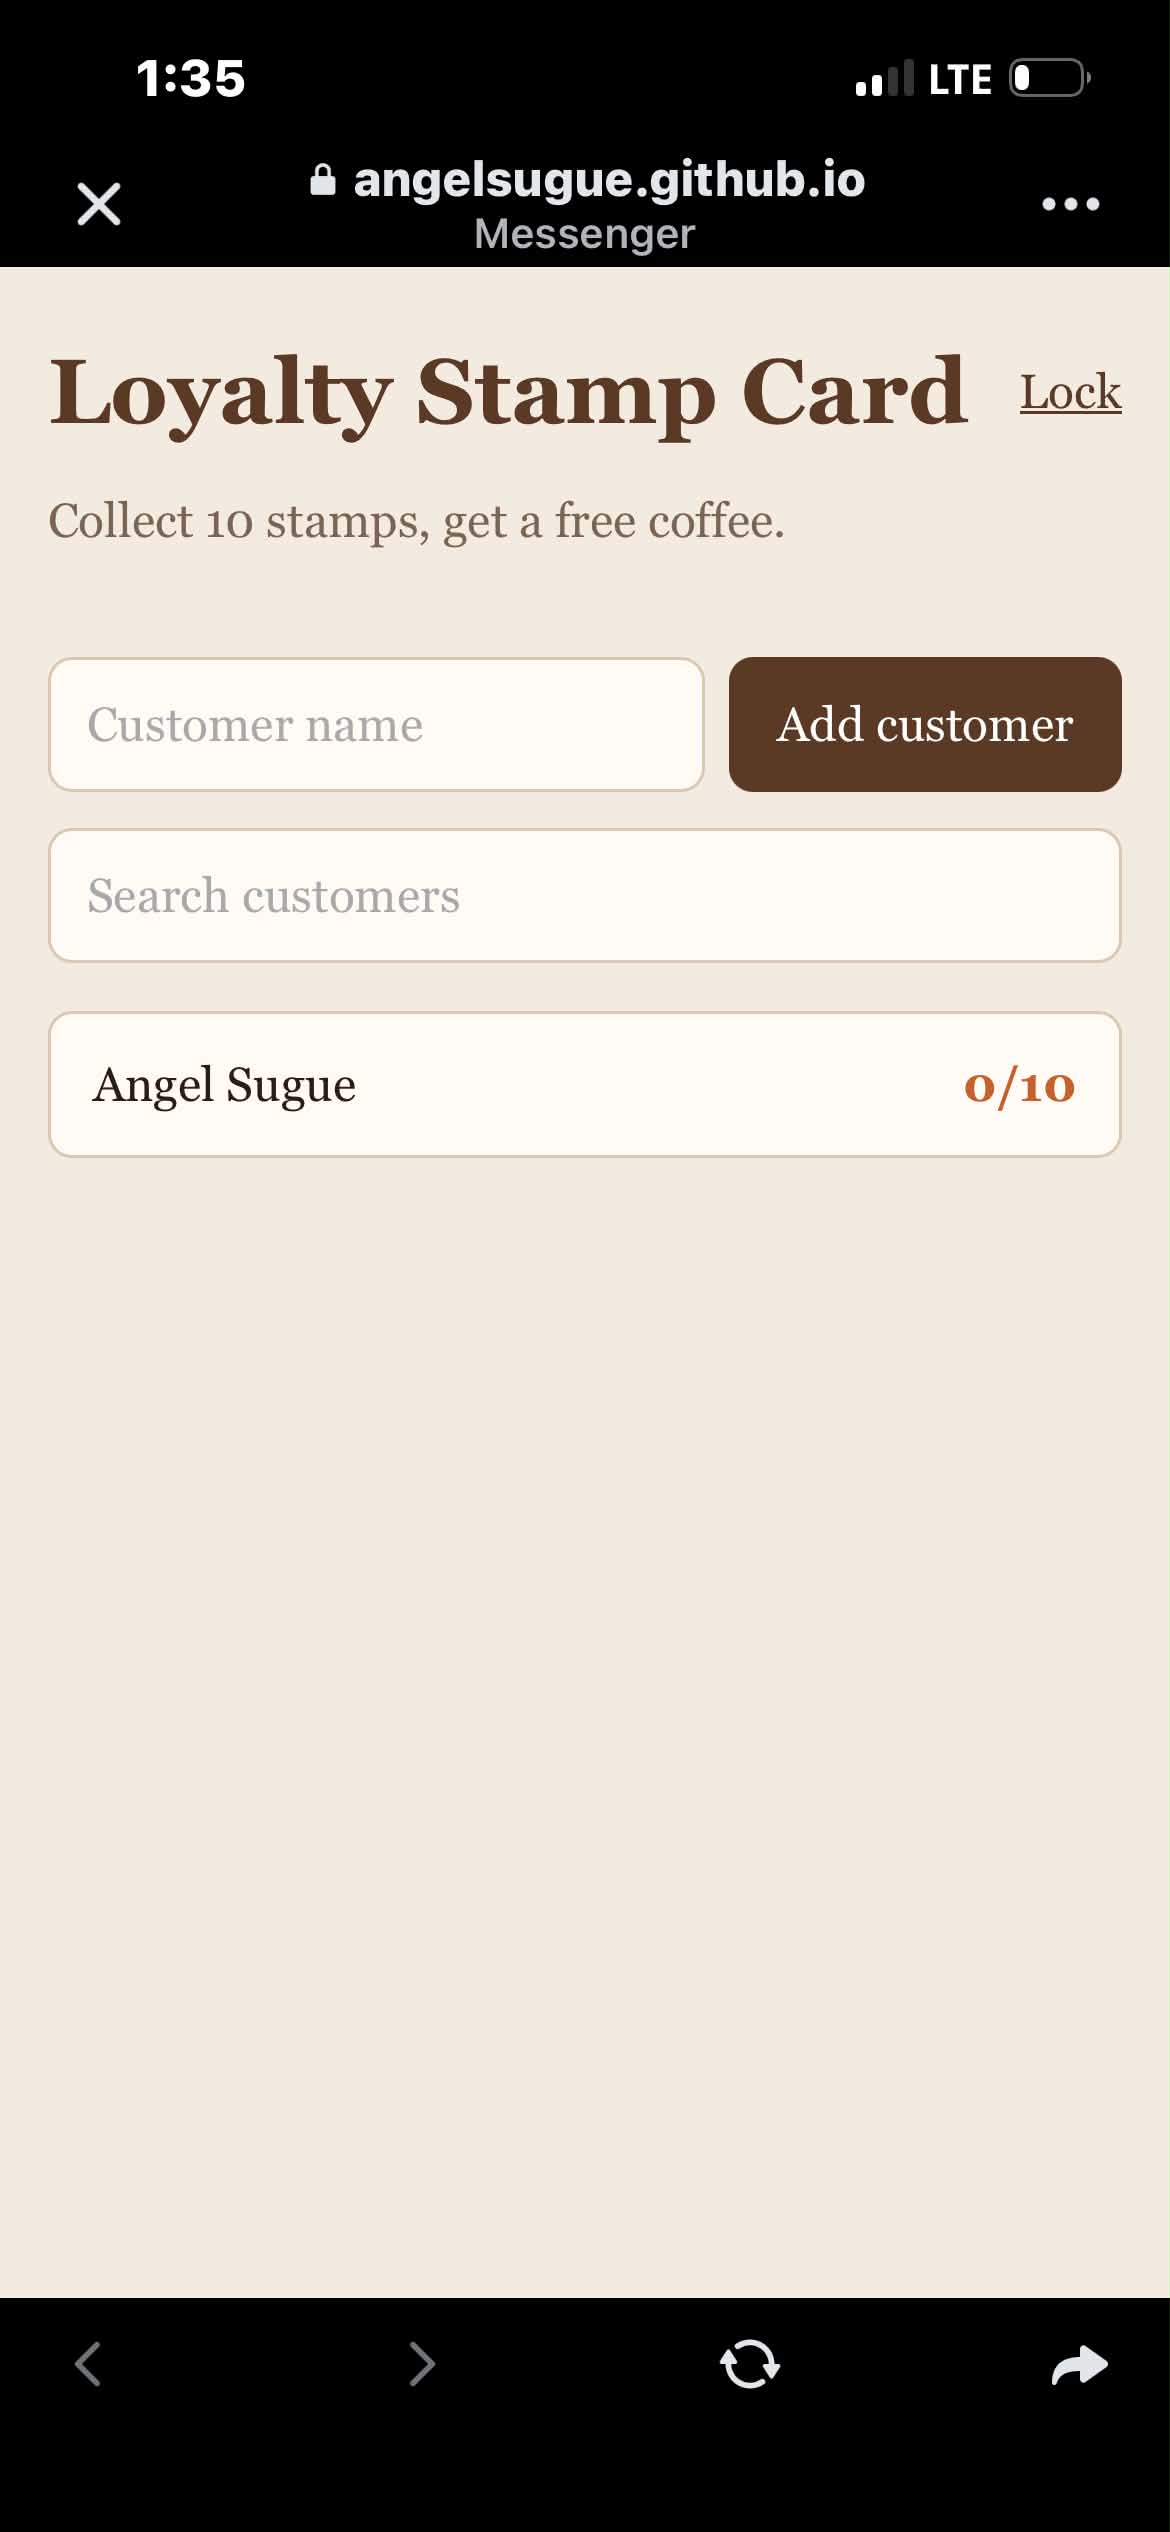 1:35
LTE
angelsugue.github.io
Messenger
Loyalty Stamp Card
Lock
Collect 10 stamps, get a free coffee.
Customer name
Add customer
Search customers
Angel Sugue
0/10